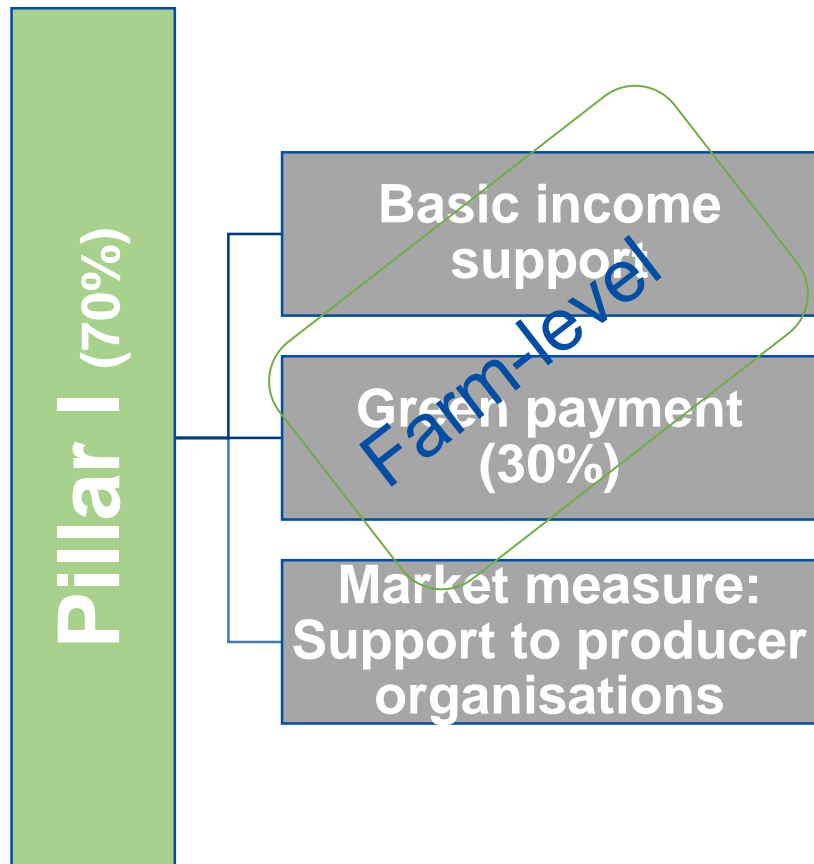 Pillar I (70%)
Basic income
support
Farm-level
Green payment
(30%)
Market measure:
Support to producer
organisations